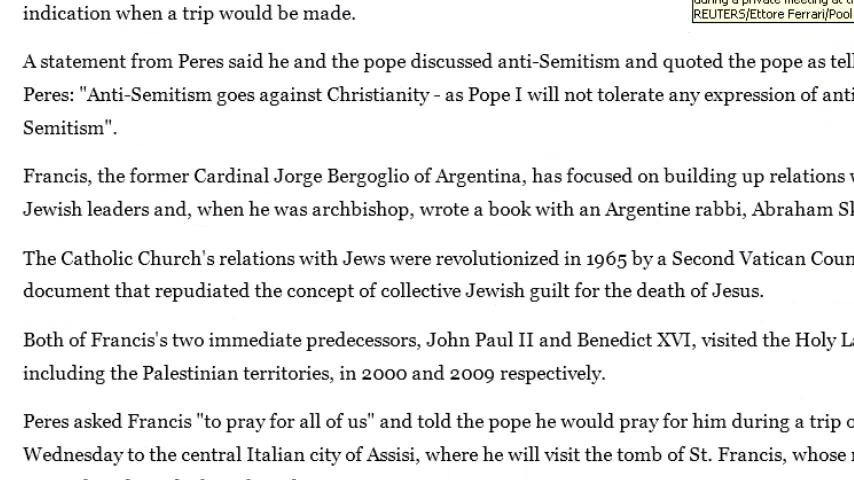 during a private meeting at t
REUTERS/Ettore Ferrari/Pool
indication when a trip would be made.
A statement from Peres said he and the pope discussed anti-Semitism and quoted the pope as tell
Peres: "Anti-Semitism goes against Christianity - as Pope I will not tolerate any expression of anti
Semitism".
Francis, the former Cardinal Jorge Bergoglio of Argentina, has focused on building up relations
Jewish leaders and, when he was archbishop, wrote a book with an Argentine rabbi, Abraham Sk
The Catholic Church's relations with Jews were revolutionized in 1965 by a Second Vatican Coun
document that repudiated the concept of collective Jewish guilt for the death of Jesus.
Both of Francis's two immediate predecessors, John Paul II and Benedict XVI, visited the Holy La
including the Palestinian territories, in 2000 and 2009 respectively.
Peres asked Francis "to pray for all of us" and told the pope he would pray for him during a trip o
Wednesday to the central Italian city of Assisi, where he will visit the tomb of St. Francis, whose